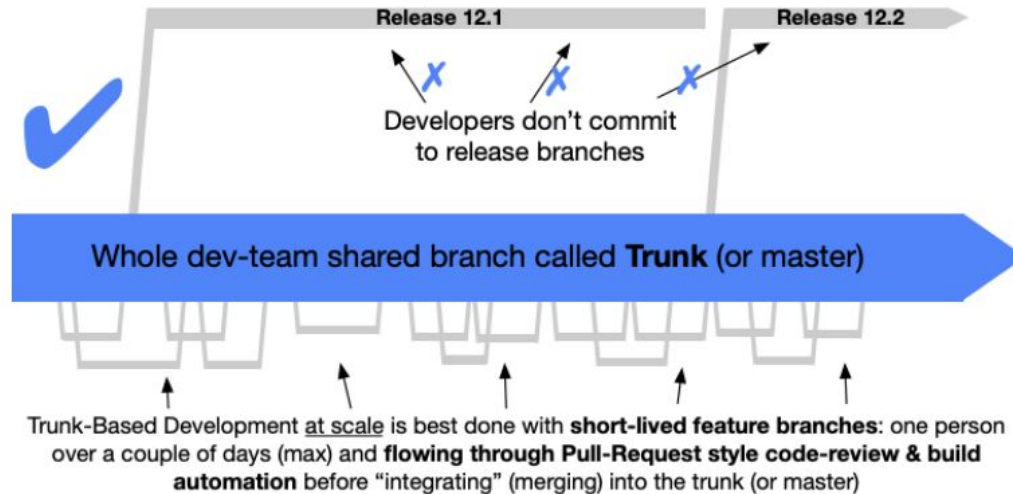 Release 12.1
Release 12.2
Developers don't commit
to release branches
Whole dev-team shared branch called Trunk (or master)
Trunk-Based Development at scale is best done with short-lived feature branches: one person
over a couple of days (max) and flowing through Pull-Request style code-review & build
automation before “integrating” (merging) into the trunk (or master)